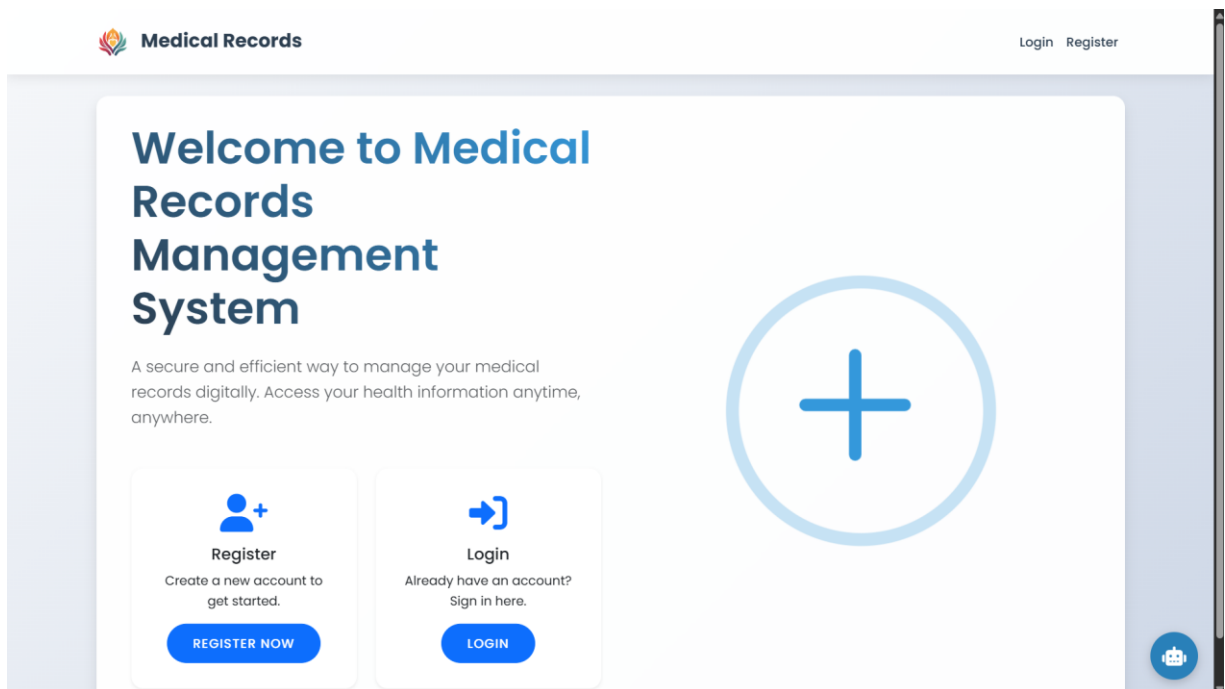 Medical Records
Login Register
Welcome to Medical
Records
Management
System
A secure and efficient way to manage your medical
records digitally. Access your health information anytime,
anywhere.
Register
Create a new account to
get started.
REGISTER NOW
Login
Already have an account?
Sign in here.
LOGIN